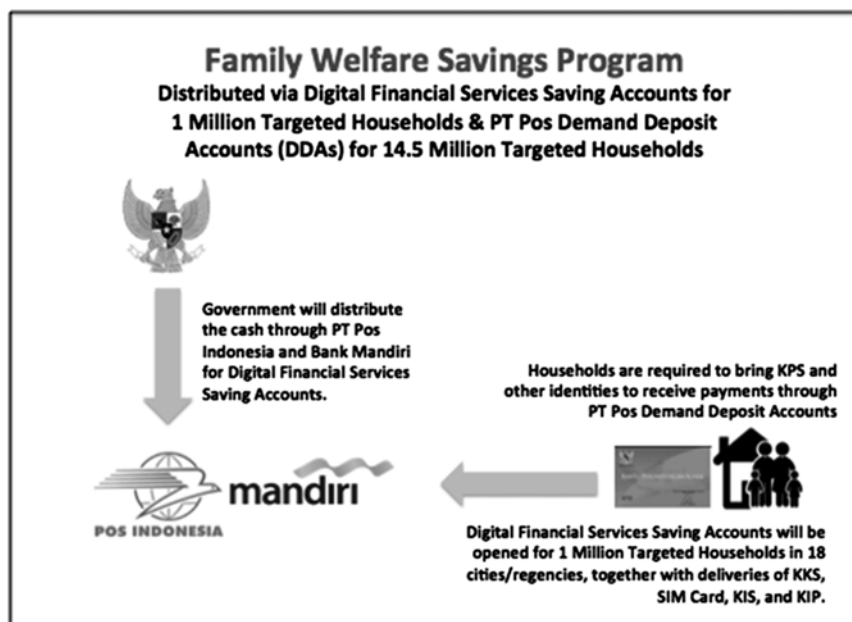 Family Welfare Savings Program
Distributed via Digital Financial Services Saving Accounts for
1 Million Targeted Households & PT Pos Demand Deposit
Accounts (DDAs) for 14.5 Million Targeted Households
Government will distribute
the cash through PT Pos
Indonesia and Bank Mandiri
for Digital Financial Services
Saving Accounts.
Households are required to bring KPS and
other identities to receive payments through
PT Pos Demand Deposit Accounts
mandiri
POS INDONESIA
Digital Financial Services Saving Accounts will be
opened for 1 Million Targeted Households in 18
cities/regencies, together with deliveries of KKS,
SIM Card, KIS, and KIP.